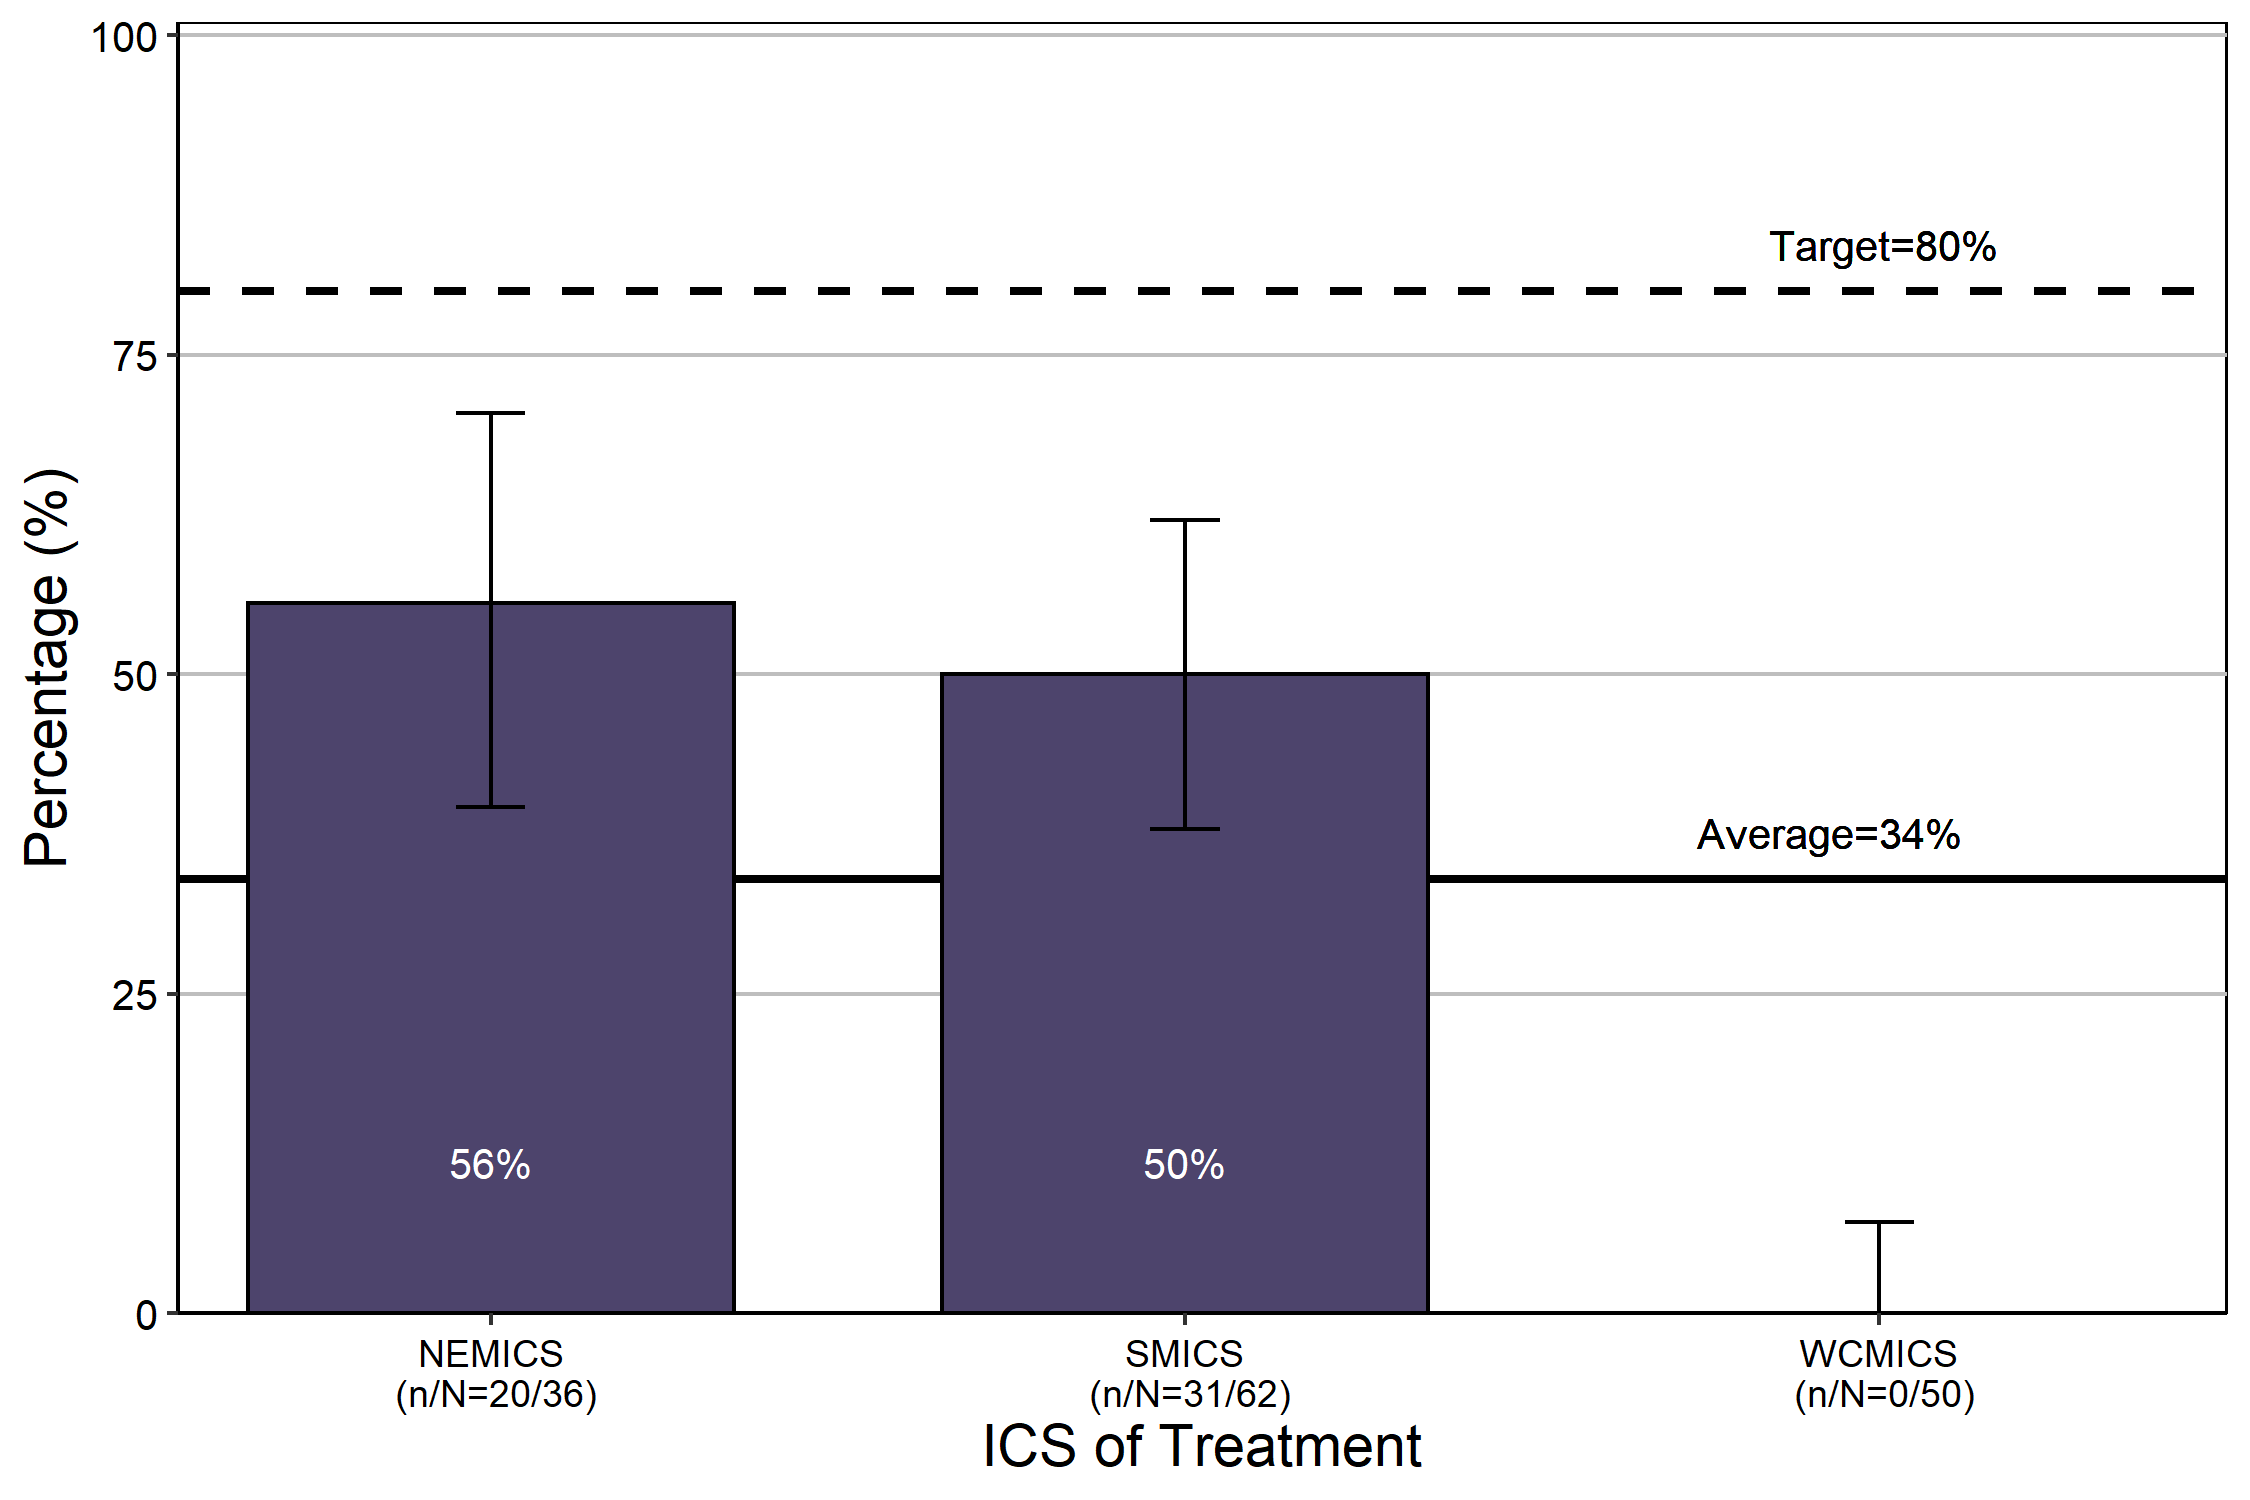 100
Target=80%
75
50
Average=34%
25
56%
50%
0
Percentage (%)
NEMICS
(n/N=20/36)
SMICS
(n/N=31/62)
WCMICS
(n/N=0/50)
ICS of Treatment